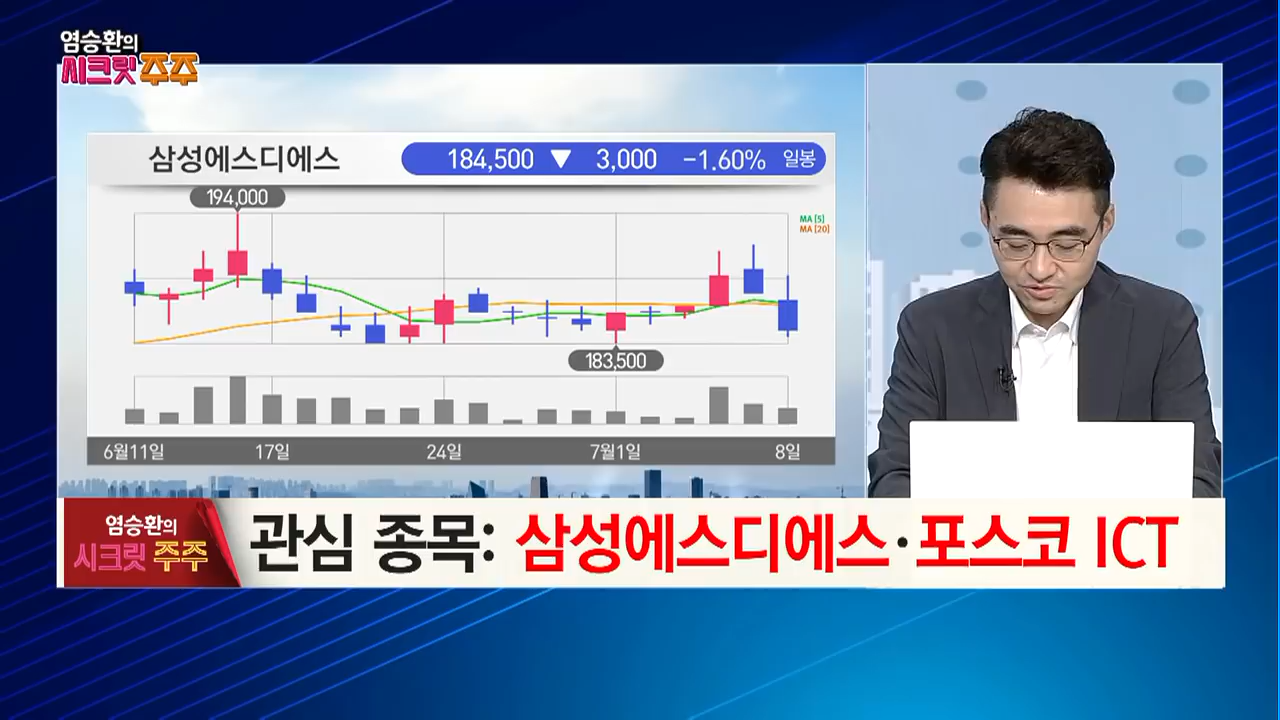 염승환의
시크릿 주주
삼성에스디에스 184,500 ▼ 3,000 -1.60% 일봉
194,000
MA [5]
MA [20]
183,500
6월11일 17일 24일 7월1일 8일
염승환의
시크릿 주주
관심 종목: 삼성에스디에스·포스코 ICT